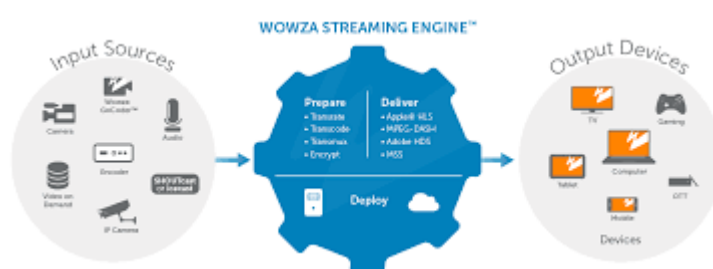 WOWZA STREAMING ENGINE™
Input Sources
Wowza
GoCoder™
Camera
Audio
Encoder
Video on
Demand
SHOUTcast
or Icecast
IP Camera
Prepare
• Transrate
• Transcode
• Transmux
• Encrypt
Deliver
• Apple® HLS
• MPEG-DASH
• Adobe HDS
• MSS
Deploy
Output Devices
TV
Gaming
Computer
Tablet
OTT
Mobile
Devices